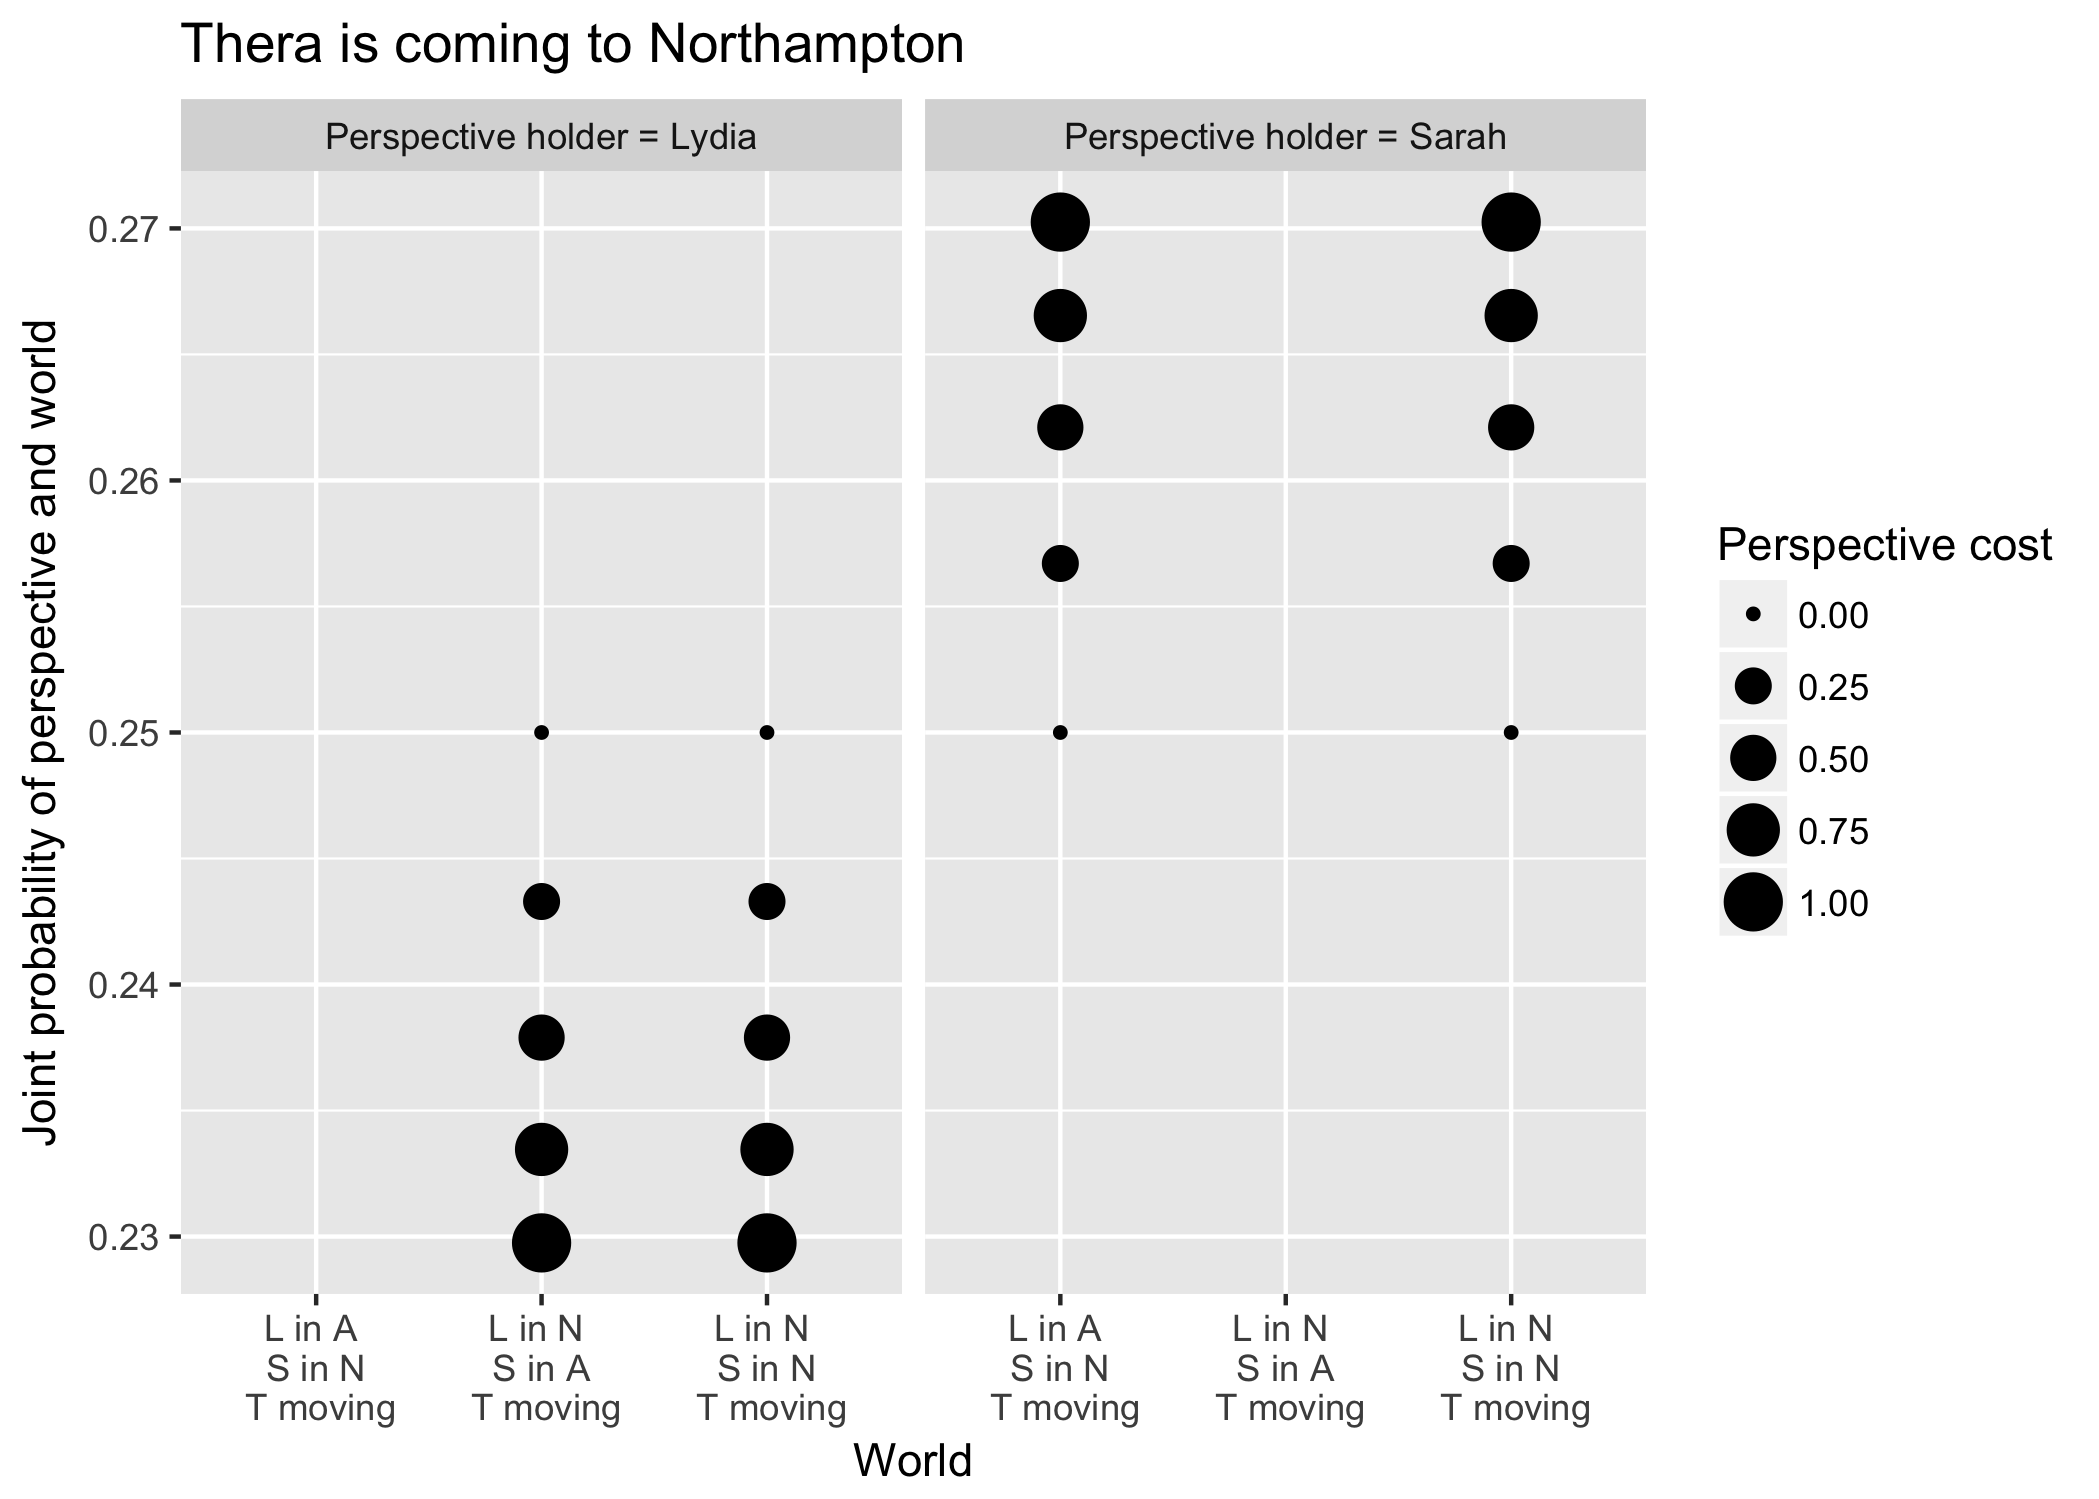 Thera is coming to Northampton
Perspective holder = Lydia
Perspective holder = Sarah
Joint probability of perspective and world
0.27
0.26
0.25
0.24
0.23
L in A
S in N
T moving
L in N
S in A
T moving
L in N
S in N
T moving
L in A
S in N
T moving
L in N
S in A
T moving
L in N
S in N
T moving
World
Perspective cost
0.00
0.25
0.50
0.75
1.00